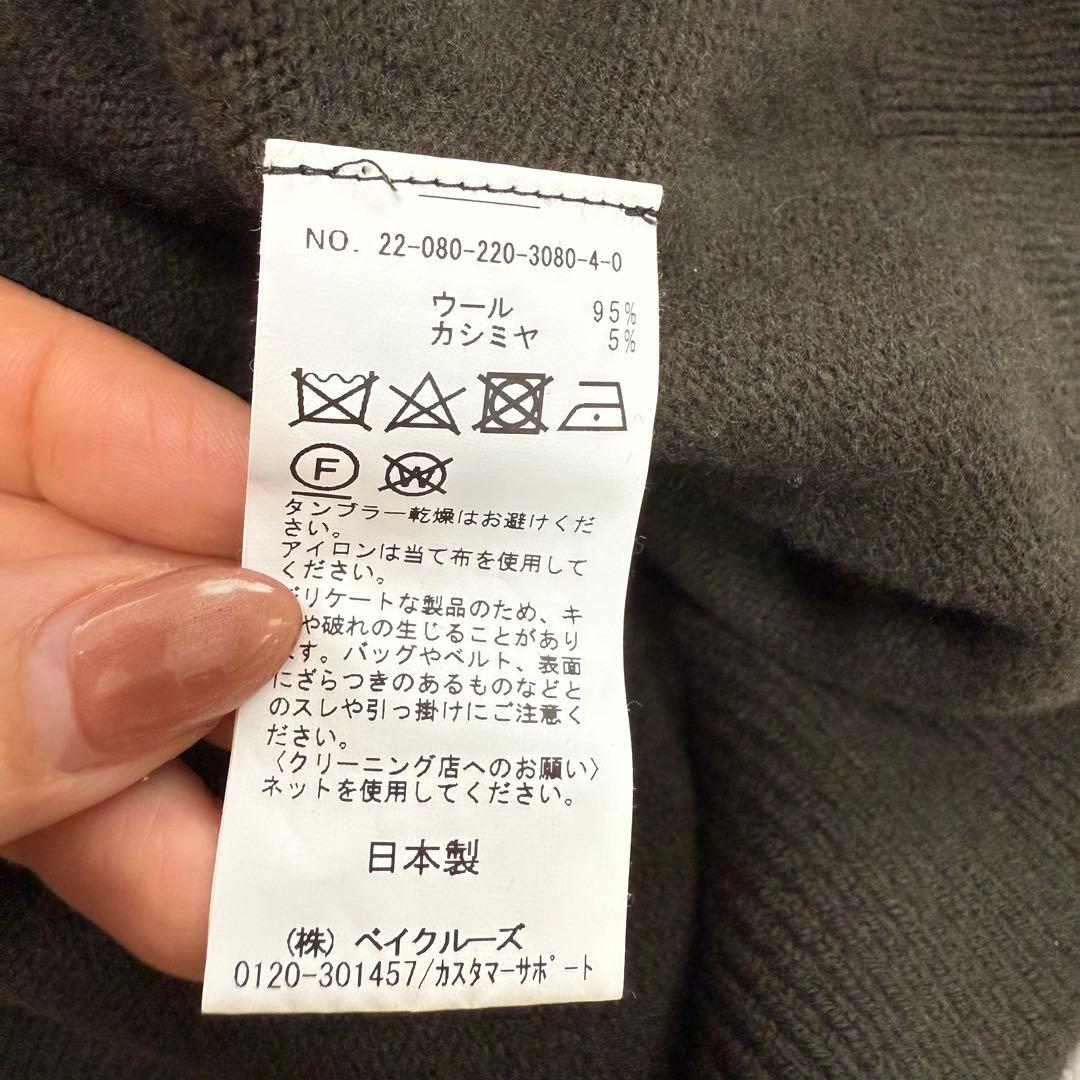 NO. 22-080-220-3080-4-0
ウール 95%
カシミヤ 5%
F
W
タンブラー乾燥はお避けくだ
さい。
アイロンは当て布を使用して
ください。
リケートな製品のため、キ
や破れの生じることがあり
す。バッグやベルト、表面
にざらつきのあるものなどと
のスレや引っ掛けにご注意く
ださい。
〈クリーニング店へのお願い〉
ネットを使用してください。
日本製
(株) ベイクルーズ
0120-301457/カスタマーサポート